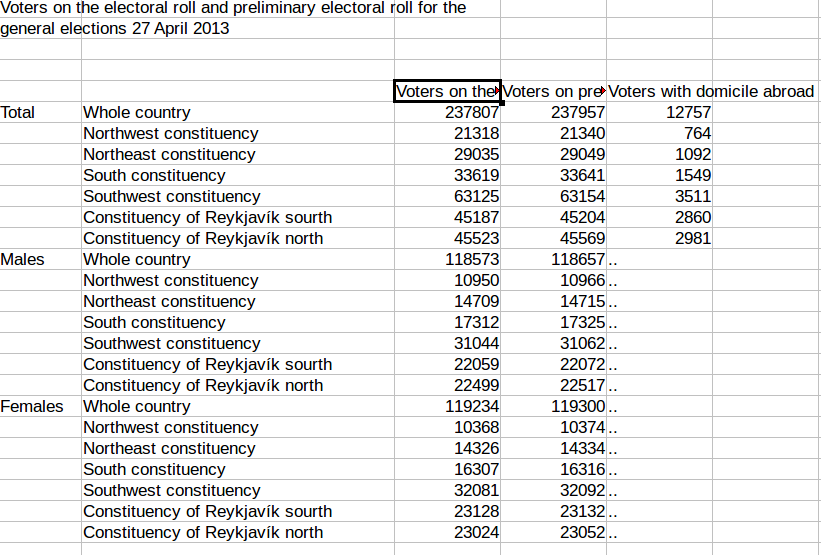 Voters on the electoral roll and preliminary electoral roll for the
general elections 27 April 2013
Voters on the Voters on pre Voters with domicile abroad
Total Whole country 237807 237957 12757
Northwest constituency 21318 21340 764
Northeast constituency 29035 29049 1092
South constituency 33619 33641 1549
Southwest constituency 63125 63154 3511
Constituency of Reykjavík sourth 45187 45204 2860
Constituency of Reykjavík north 45523 45569 2981
Males Whole country 118573 118657 ..
Northwest constituency 10950 10966 ..
Northeast constituency 14709 14715 ..
South constituency 17312 17325 ..
Southwest constituency 31044 31062 ..
Constituency of Reykjavík sourth 22059 22072 ..
Constituency of Reykjavík north 22499 22517 ..
Females Whole country 119234 119300 ..
Northwest constituency 10368 10374 ..
Northeast constituency 14326 14334 ..
South constituency 16307 16316 ..
Southwest constituency 32081 32092 ..
Constituency of Reykjavík sourth 23128 23132 ..
Constituency of Reykjavík north 23024 23052 ..